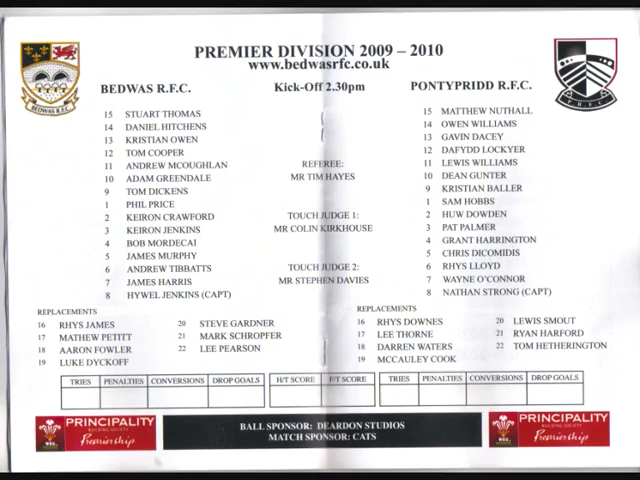 PREMIER DIVISION 2009 – 2010
www.bedwasrfc.co.uk
BEDWAS R.F.C.
Kick-Off 2.30pm
PONTYPRIDD R.F.C.
BEDWAS R.F.C.
P.R.F.C.
15 STUART THOMAS
14 DANIEL HITCHENS
13 KRISTIAN OWEN
12 TOM COOPER
11 ANDREW MCOUGHLAN
10 ADAM GREENDALE
9 TOM DICKENS
1 PHIL PRICE
2 KEIRON CRAWFORD
3 KEIRON JENKINS
4 BOB MORDECAI
5 JAMES MURPHY
6 ANDREW TIBBATTS
7 JAMES HARRIS
8 HYWEL JENKINS (CAPT)
REFEREE:
MR TIM HAYES
TOUCH JUDGE 1:
MR COLIN KIRKHOUSE
TOUCH JUDGE 2:
MR STEPHEN DAVIES
15 MATTHEW NUTHALL
14 OWEN WILLIAMS
13 GAVIN DACEY
12 DAFYDD LOCKYER
11 LEWIS WILLIAMS
10 DEAN GUNTER
9 KRISTIAN BALLER
1 SAM HOBBS
2 HUW DOWDEN
3 PAT PALMER
4 GRANT HARRINGTON
5 CHRIS DICOMIDIS
6 RHYS LLOYD
7 WAYNE O'CONNOR
8 NATHAN STRONG (CAPT)
REPLACEMENTS
16 RHYS JAMES
17 MATHEW PETITT
18 AARON FOWLER
19 LUKE DYCKOFF
20 STEVE GARDNER
21 MARK SCHROPFER
22 LEE PEARSON
REPLACEMENTS
16 RHYS DOWNES
17 LEE THORNE
18 DARREN WATERS
19 MCCAULEY COOK
20 LEWIS SMOUT
21 RYAN HARFORD
22 TOM HETHERINGTON
TRIES PENALTIES CONVERSIONS DROP GOALS H/T SCORE F/T SCORE TRIES PENALTIES CONVERSIONS DROP GOALS
PRINCIPALITY
BUILDING SOCIETY
Premiership
WRU
BALL SPONSOR: DEARDON STUDIOS
MATCH SPONSOR: CATS
PRINCIPALITY
BUILDING SOCIETY
Premiership
WRU